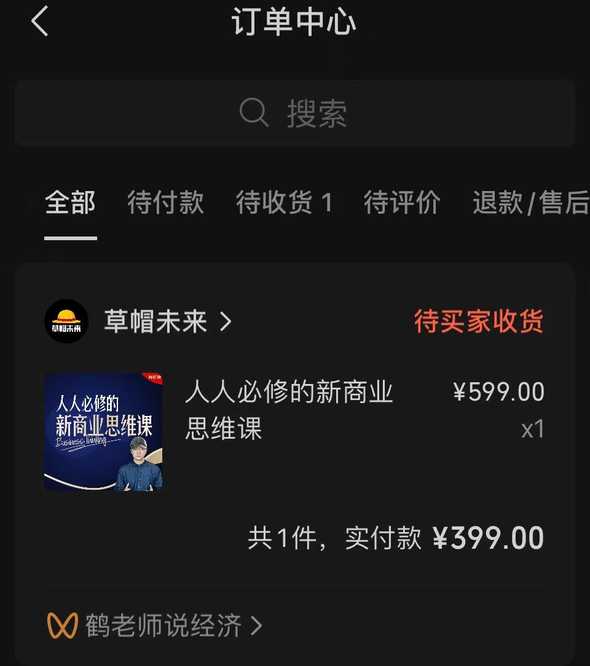 订单中心
搜索
全部 待付款 待收货 1 待评价 退款/售后
草帽未来
草帽未来 待买家收货
人人必修的
新商业思维课
人人必修的新商业 ¥599.00
思维课 x1
共1件，实付款 ¥399.00
鹤老师说经济